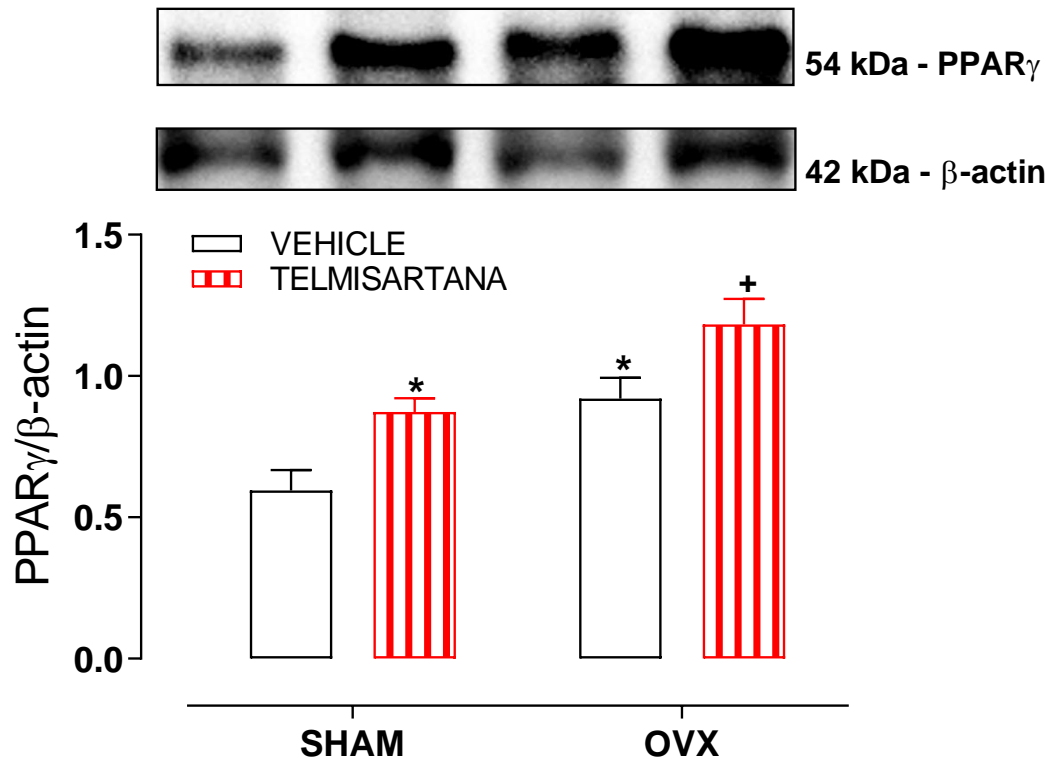 54 kDa - PPARγ
42 kDa - β-actin
1.5
1.0
0.5
0.0
PPARγ/β-actin
VEHICLE
TELMISARTANA
*
*
+
SHAM
OVX